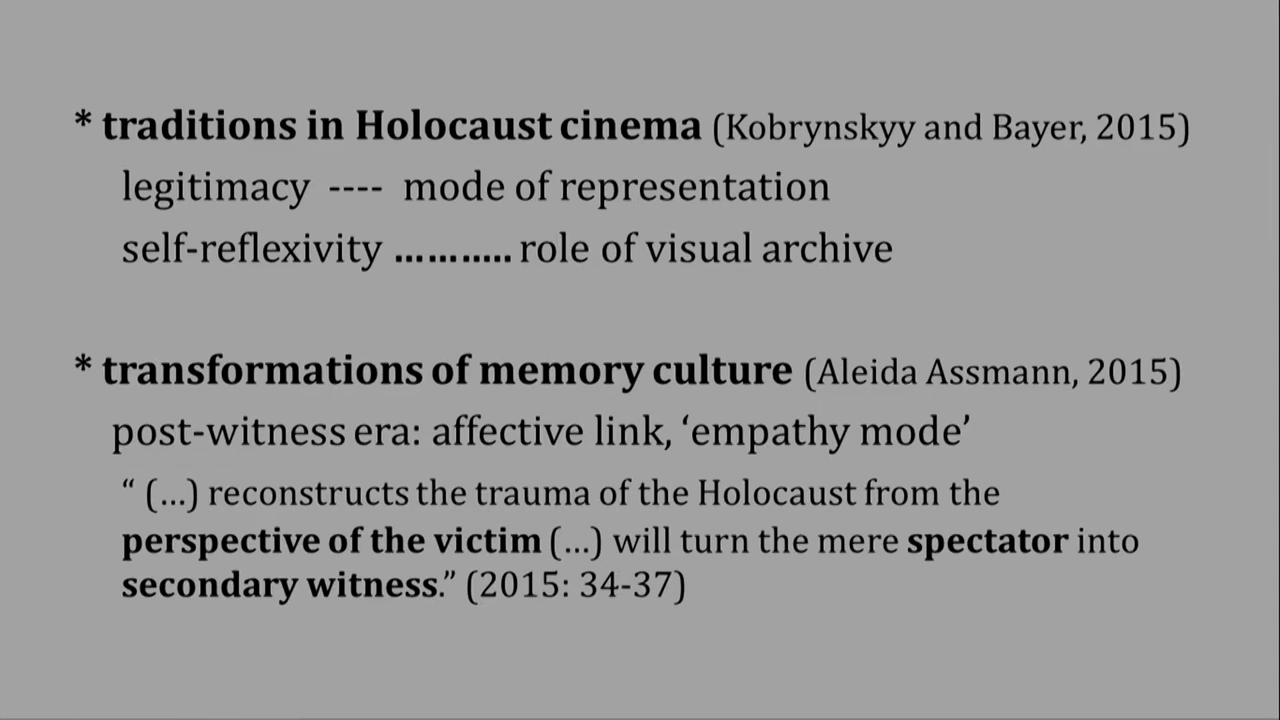 * traditions in Holocaust cinema (Kobrynskyy and Bayer, 2015)
legitimacy ---- mode of representation
self-reflexivity ........... role of visual archive
* transformations of memory culture (Aleida Assmann, 2015)
post-witness era: affective link, ‘empathy mode’
“ (…) reconstructs the trauma of the Holocaust from the
perspective of the victim (…) will turn the mere spectator into
secondary witness.” (2015: 34-37)